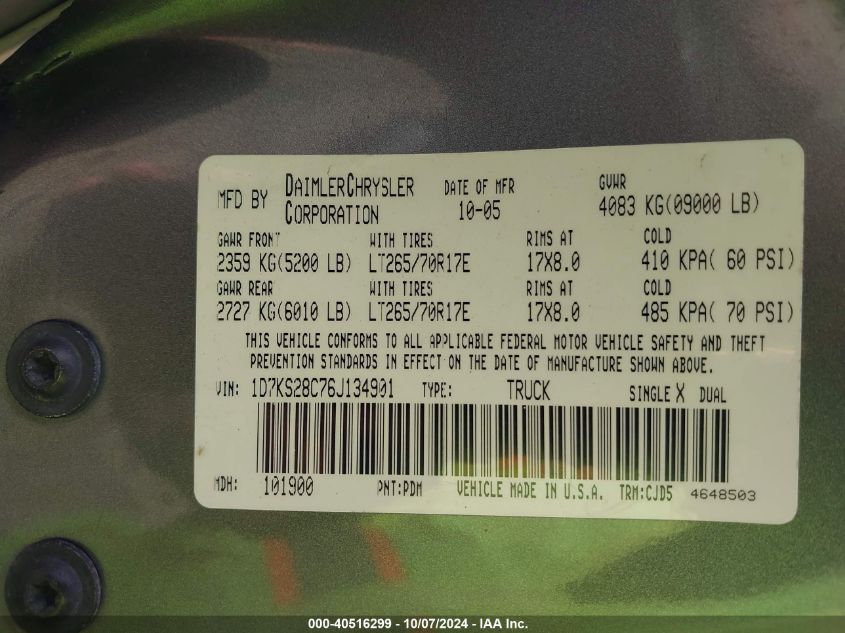 MFD BY DAIMLERCHRYSLER CORPORATION DATE OF MFR 10-05 GVWR 4083 KG(09000 LB)
GAWR FRONT WITH TIRES RIMS AT COLD
2359 KG(5200 LB) LT265/70R17E 17X8.0 410 KPA( 60 PSI)
GAWR REAR WITH TIRES RIMS AT COLD
2727 KG(6010 LB) LT265/70R17E 17X8.0 485 KPA( 70 PSI)
THIS VEHICLE CONFORMS TO ALL APPLICABLE FEDERAL MOTOR VEHICLE SAFETY AND THEFT
PREVENTION STANDARDS IN EFFECT ON THE DATE OF MANUFACTURE SHOWN ABOVE.
VIN: 1D7KS28C76J134901 TYPE: TRUCK SINGLE X DUAL
MDH: 101900 PNT:PDM VEHICLE MADE IN U.S.A. TRM:CJD5 4648503
000-40516299 - 10/07/2024 - IAA Inc.